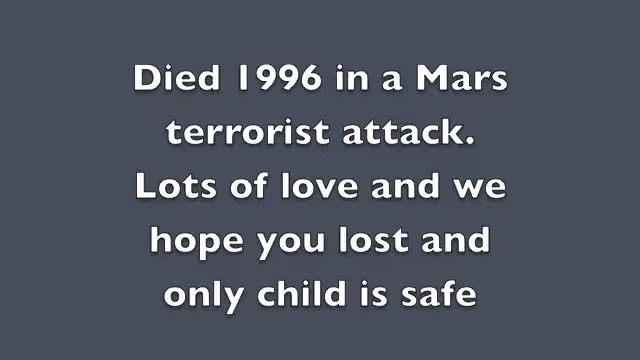 Died 1996 in a Mars
terrorist attack.
Lots of love and we
hope you lost and
only child is safe